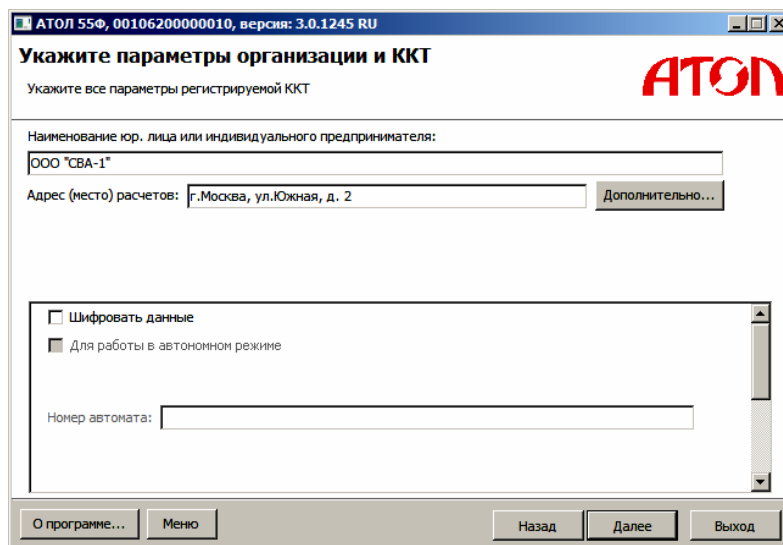 АТОЛ 55Ф, 00106200000010, версия: 3.0.1245 RU
Укажите параметры организации и ККТ
Укажите все параметры регистрируемой ККТ
АТОЛ
Наименование юр. лица или индивидуального предпринимателя:
ООО "СВА-1"
Адрес (место) расчетов: г.Москва, ул.Южная, д. 2 Дополнительно...
Шифровать данные
Для работы в автономном режиме
Номер автомата:
О программе... Меню Назад Далее Выход